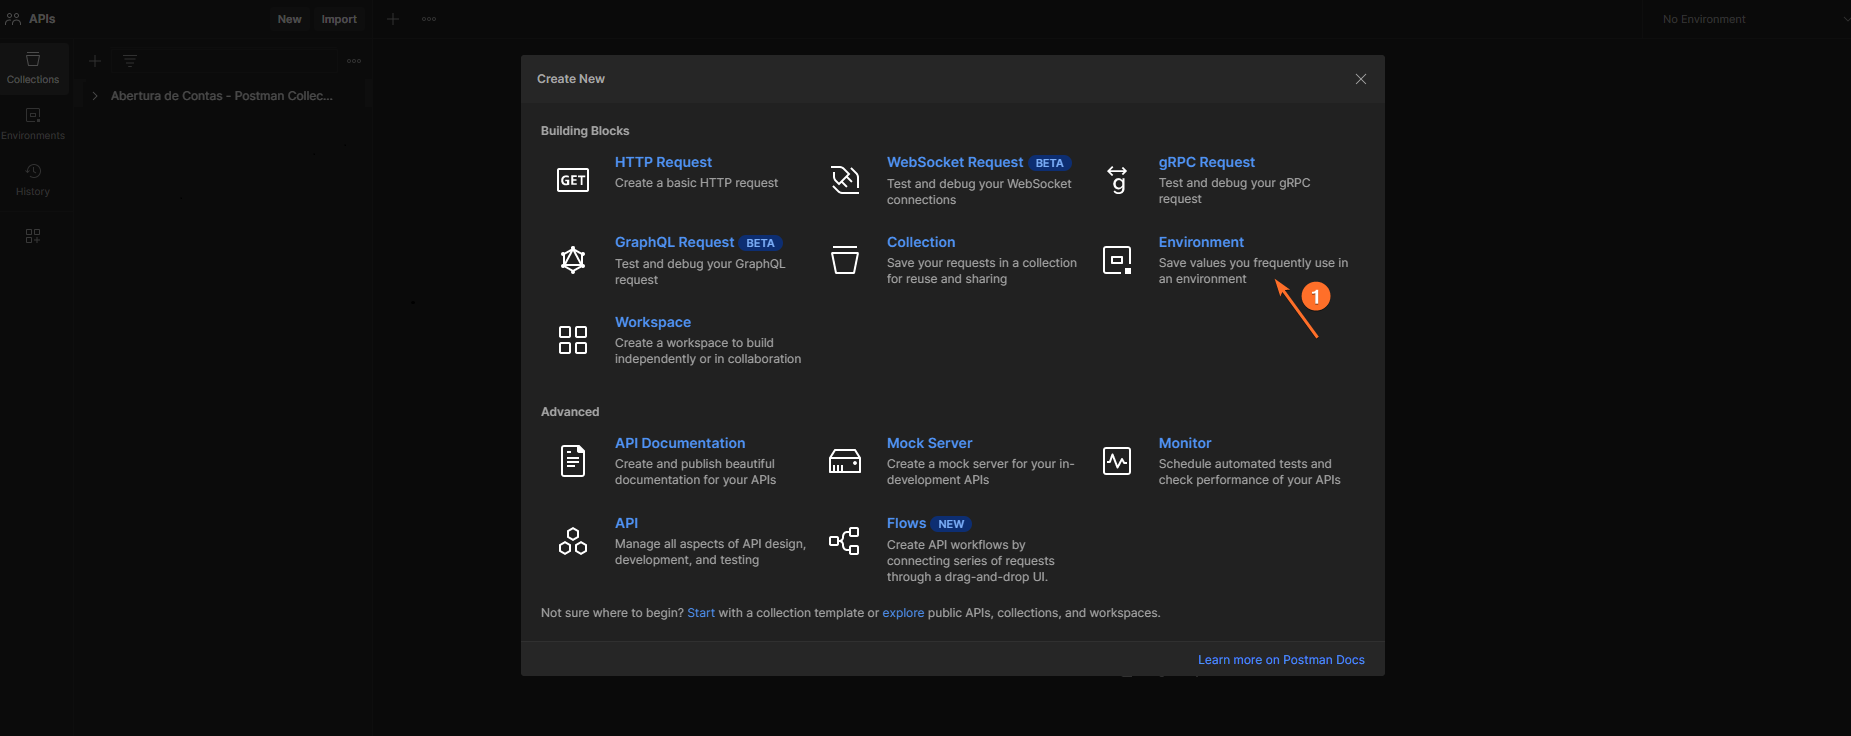 APIs
New
Import
No Environment
Collections
Environments
History
Abertura de Contas - Postman Collec...
Create New
Building Blocks
GET
HTTP Request
Create a basic HTTP request
WebSocket Request BETA
Test and debug your WebSocket
connections
g
gRPC Request
Test and debug your gRPC
request
GraphQL Request BETA
Test and debug your GraphQL
request
Collection
Save your requests in a collection
for reuse and sharing
Environment
Save values you frequently use in
an environment
1
Workspace
Create a workspace to build
independently or in collaboration
Advanced
API Documentation
Create and publish beautiful
documentation for your APIs
Mock Server
Create a mock server for your in-
development APIs
Monitor
Schedule automated tests and
check performance of your APIs
API
Manage all aspects of API design,
development, and testing
Flows NEW
Create API workflows by
connecting series of requests
through a drag-and-drop UI.
Not sure where to begin? Start with a collection template or explore public APIs, collections, and workspaces.
Learn more on Postman Docs